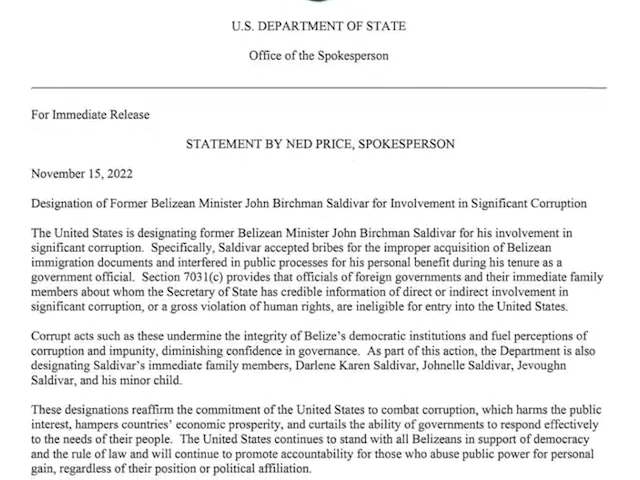 U.S. DEPARTMENT OF STATE
Office of the Spokesperson
For Immediate Release
STATEMENT BY NED PRICE, SPOKESPERSON
November 15, 2022
Designation of Former Belizean Minister John Birchman Saldivar for Involvement in Significant Corruption
The United States is designating former Belizean Minister John Birchman Saldivar for his involvement in
significant corruption. Specifically, Saldivar accepted bribes for the improper acquisition of Belizean
immigration documents and interfered in public processes for his personal benefit during his tenure as a
government official. Section 7031(c) provides that officials of foreign governments and their immediate family
members about whom the Secretary of State has credible information of direct or indirect involvement in
significant corruption, or a gross violation of human rights, are ineligible for entry into the United States.
Corrupt acts such as these undermine the integrity of Belize's democratic institutions and fuel perceptions of
corruption and impunity, diminishing confidence in governance. As part of this action, the Department is also
designating Saldivar's immediate family members, Darlene Karen Saldivar, Johnelle Saldivar, Jevoughn
Saldivar, and his minor child.
These designations reaffirm the commitment of the United States to combat corruption, which harms the public
interest, hampers countries' economic prosperity, and curtails the ability of governments to respond effectively
to the needs of their people. The United States continues to stand with all Belizeans in support of democracy
and the rule of law and will continue to promote accountability for those who abuse public power for personal
gain, regardless of their position or political affiliation.